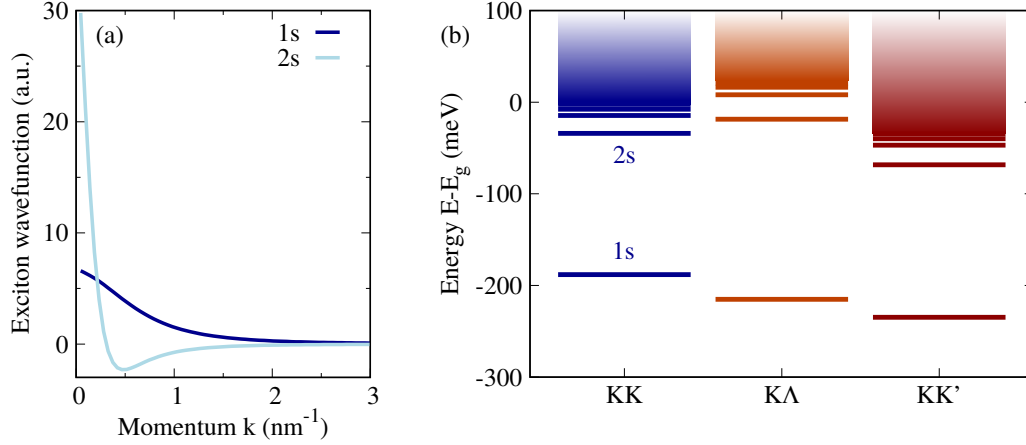 (a)
1s
2s
30
20
10
0
Exciton wavefunction (a.u.)
0 1 2 3
Momentum k (nm⁻¹)
(b)
100
0
-100
-200
-300
Energy E-E_g (meV)
2s
1s
KK KΛ KK'